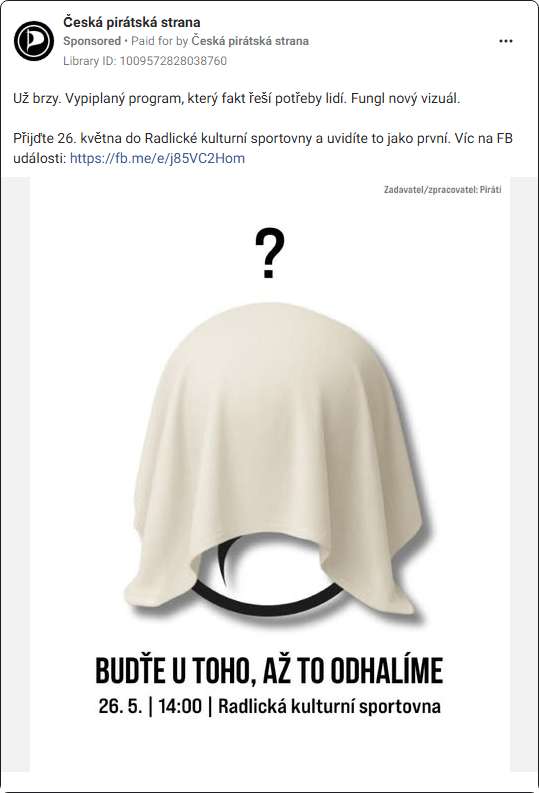 Česká pirátská strana
Sponsored • Paid for by Česká pirátská strana
Library ID: 1009572828038760
Už brzy. Vypiplaný program, který fakt řeší potřeby lidí. Fungl nový vizuál.
Přijďte 26. května do Radlické kulturní sportovny a uvidíte to jako první. Víc na FB
události: https://fb.me/e/j85VC2Hom
Zadavatel/zpracovatel: Piráti
?
BUĎTE U TOHO, AŽ TO ODHALÍME
26. 5. | 14:00 | Radlická kulturní sportovna